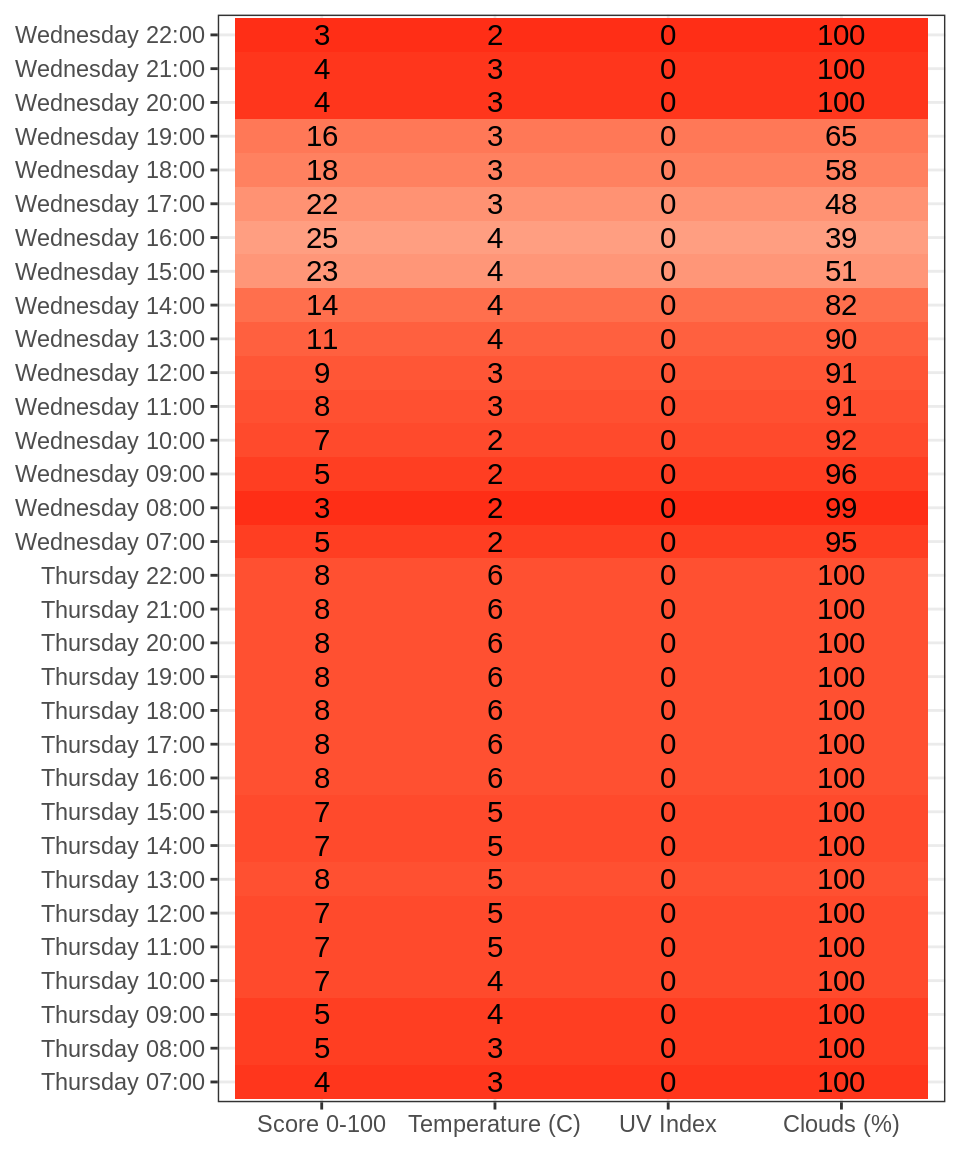 Wednesday 22:00 3 2 0 100
Wednesday 21:00 4 3 0 100
Wednesday 20:00 4 3 0 100
Wednesday 19:00 16 3 0 65
Wednesday 18:00 18 3 0 58
Wednesday 17:00 22 3 0 48
Wednesday 16:00 25 4 0 39
Wednesday 15:00 23 4 0 51
Wednesday 14:00 14 4 0 82
Wednesday 13:00 11 4 0 90
Wednesday 12:00 9 3 0 91
Wednesday 11:00 8 3 0 91
Wednesday 10:00 7 2 0 92
Wednesday 09:00 5 2 0 96
Wednesday 08:00 3 2 0 99
Wednesday 07:00 5 2 0 95
Thursday 22:00 8 6 0 100
Thursday 21:00 8 6 0 100
Thursday 20:00 8 6 0 100
Thursday 19:00 8 6 0 100
Thursday 18:00 8 6 0 100
Thursday 17:00 8 6 0 100
Thursday 16:00 8 6 0 100
Thursday 15:00 7 5 0 100
Thursday 14:00 7 5 0 100
Thursday 13:00 8 5 0 100
Thursday 12:00 7 5 0 100
Thursday 11:00 7 5 0 100
Thursday 10:00 7 4 0 100
Thursday 09:00 5 4 0 100
Thursday 08:00 5 3 0 100
Thursday 07:00 4 3 0 100
Score 0-100 Temperature (C) UV Index Clouds (%)